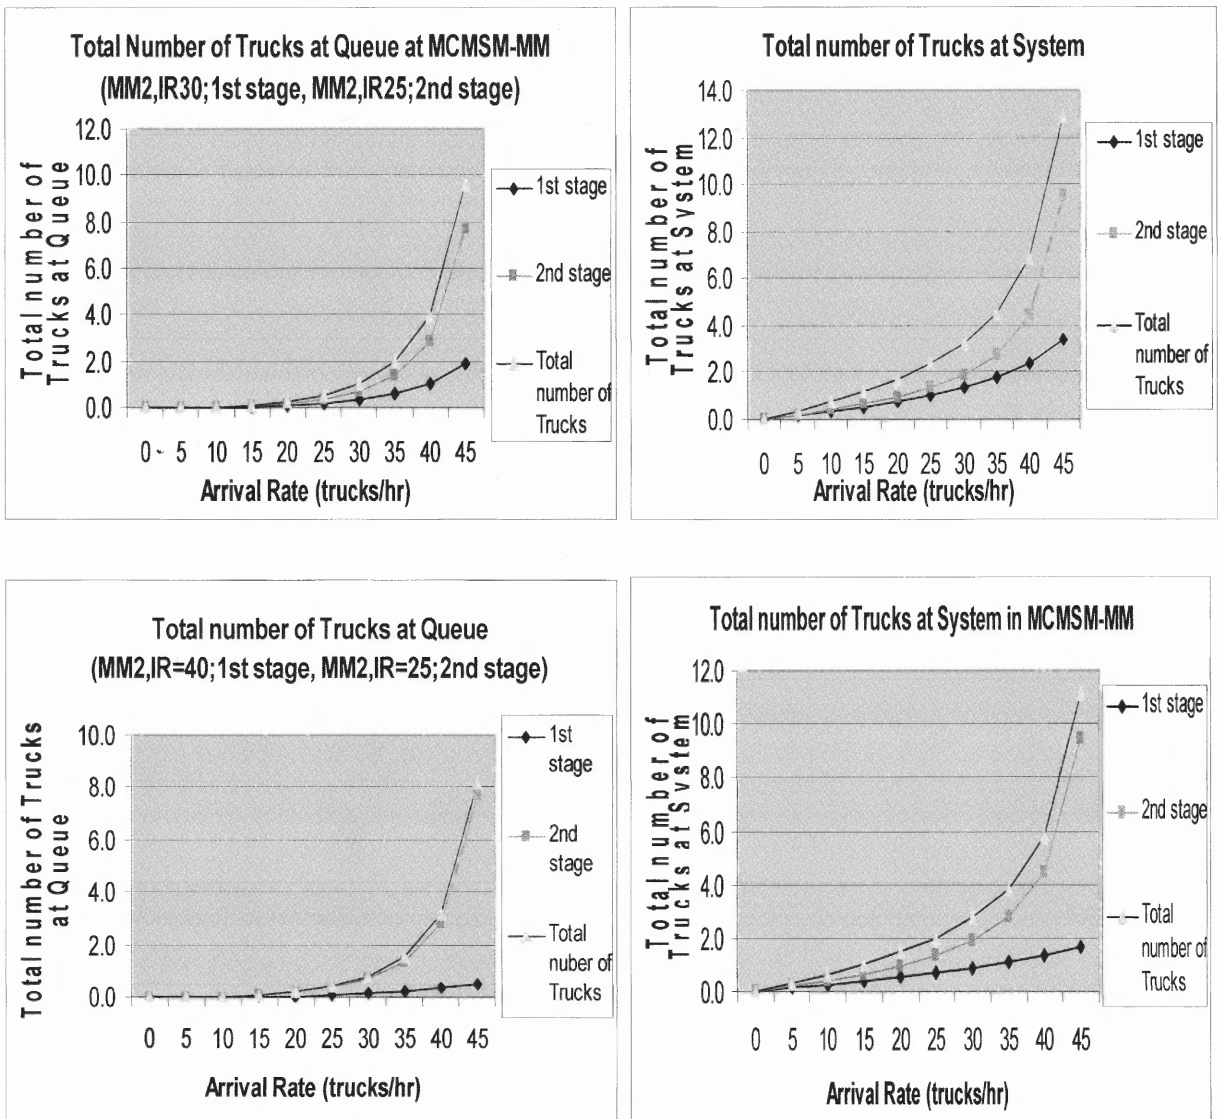 Total Number of Trucks at Queue at MCMSM-MM
(MM2,IR30;1st stage, MM2,IR25;2nd stage)
Total number of
Trucks at Queue
12.0
10.0
8.0
6.0
4.0
2.0
0.0
0 5 10 15 20 25 30 35 40 45
Arrival Rate (trucks/hr)
1st stage
2nd stage
Total
number of
Trucks
Total number of Trucks at System
Total number of
Trucks at System
14.0
12.0
10.0
8.0
6.0
4.0
2.0
0.0
0 5 10 15 20 25 30 35 40 45
Arrival Rate (trucks/hr)
1st stage
2nd stage
Total
number of
Trucks
Total number of Trucks at Queue
(MM2,IR=40;1st stage, MM2,IR=25;2nd stage)
Total number of Trucks
at Queue
10.0
8.0
6.0
4.0
2.0
0.0
0 5 10 15 20 25 30 35 40 45
Arrival Rate (trucks/hr)
1st
stage
2nd
stage
Total
nuber of
Trucks
Total number of Trucks at System in MCMSM-MM
Total number of
Trucks at System
12.0
10.0
8.0
6.0
4.0
2.0
0.0
0 5 10 15 20 25 30 35 40 45
Arrival Rate (trucks/hr)
1st stage
2nd stage
Total
number of
Trucks